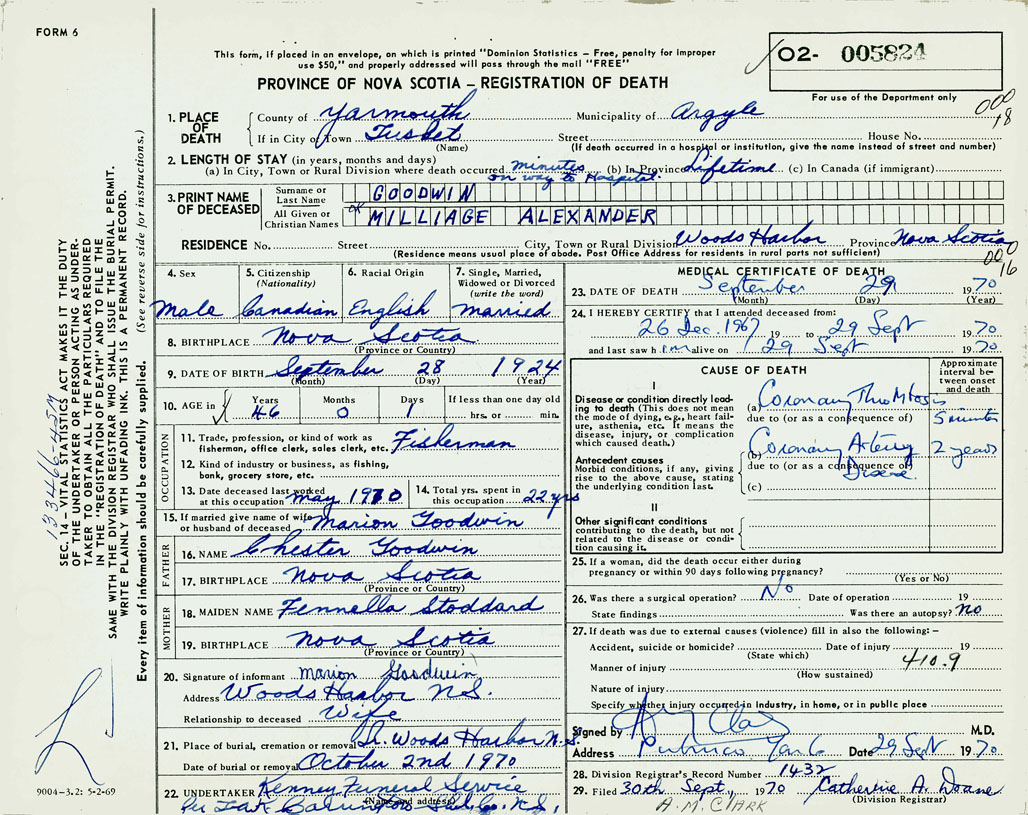 FORM 6
This form, if placed in an envelope, on which is printed "Dominion Statistics – Free, penalty for improper
use $50," and properly addressed will pass through the mail "FREE"
O2- 005824
PROVINCE OF NOVA SCOTIA – REGISTRATION OF DEATH
For use of the Department only
000
18
1. PLACE OF DEATH
County of Yarmouth Municipality of Argyle
If in City or Town Tusket Street House No.
(Name) (If death occurred in a hospital or institution, give the name instead of street and number)
2. LENGTH OF STAY (in years, months and days)
(a) In City, Town or Rural Division where death occurred minutes (b) In Province Lifetime (c) In Canada (if immigrant)
on way to Hospital.
3. PRINT NAME OF DECEASED
Surname or Last Name GOODWIN
All Given or Christian Names MILLIAGE ALEXANDER
OK
RESIDENCE No. Street City, Town or Rural Division Woods Harbor Province Nova Scotia
(Residence means usual place of abode. Post Office Address for residents in rural parts not sufficient)
000
16
4. Sex
Male
5. Citizenship
(Nationality)
Canadian
6. Racial Origin
English
7. Single, Married,
Widowed or Divorced
(write the word)
Married
8. BIRTHPLACE Nova Scotia
(Province or Country)
9. DATE OF BIRTH September 28 1924
(Month) (Day) (Year)
10. AGE in
Years Months Days If less than one day old
46 0 1 hrs. or min.
OCCUPATION
11. Trade, profession, or kind of work as
fisherman, office clerk, sales clerk, etc. Fisherman
12. Kind of industry or business, as fishing,
bank, grocery store, etc.
13. Date deceased last worked
at this occupation May 1970
14. Total yrs. spent in
this occupation 22 yrs
15. If married give name of wife
or husband of deceased Marion Goodwin
FATHER
16. NAME Chester Goodwin
17. BIRTHPLACE Nova Scotia
(Province or Country)
MOTHER
18. MAIDEN NAME Fennella Stoddard
19. BIRTHPLACE Nova Scotia
(Province or Country)
20. Signature of informant Marion Goodwin
Address Woods Harbor N.S.
Relationship to deceased Wife
21. Place of burial, cremation or removal Woods Harbor N.S.
Date of burial or removal October 2nd 1970
22. UNDERTAKER Kenney Funeral Service
(Name and address)
N.S.
MEDICAL CERTIFICATE OF DEATH
23. DATE OF DEATH September 29 1970
(Month) (Day) (Year)
24. I HEREBY CERTIFY that I attended deceased from:
26 Dec. 1967 19 to 29 Sept 1970
and last saw him alive on 29 Sept 1970
CAUSE OF DEATH
Approximate
interval between
onset
and death
I
Disease or condition directly leading
to death (This does not mean
the mode of dying, e.g., heart failure,
asthenia, etc. It means the
disease, injury, or complication
which caused death.)
(a) Coronary Thrombosis 5 minutes
due to (or as a consequence of)
Antecedent causes
Morbid conditions, if any, giving
rise to the above cause, stating
the underlying condition last.
(b) Coronary Artery Disease 2 years
due to (or as a consequence of)
(c)
II
Other significant conditions
contributing to the death, but not
related to the disease or condition
causing it.
25. If a woman, did the death occur either during
pregnancy or within 90 days following pregnancy?
(Yes or No)
26. Was there a surgical operation? No Date of operation 19
State findings Was there an autopsy? No
27. If death was due to external causes (violence) fill in also the following: –
Accident, suicide or homicide? Date of injury 19
(State which)
410.9
Manner of injury
(How sustained)
Nature of injury
Specify whether injury occurred in industry, in home, or in public place
Signed by M.D.
Address Pubnico Date 29 Sept 1970
28. Division Registrar's Record Number 1432
29. Filed 30th Sept., 1970 Catherine A. Doane
(Division Registrar)
A.M. CLARK
133466-45M
SEC. 14 – VITAL STATISTICS ACT MAKES IT THE DUTY
OF THE UNDERTAKER OR PERSON ACTING AS UNDERTAKER
TO OBTAIN ALL THE PARTICULARS REQUIRED
IN THE "REGISTRATION OF DEATH" AND TO FILE THE
SAME WITH THE DIVISION REGISTRAR WHO SHALL ISSUE THE BURIAL PERMIT.
WRITE PLAINLY WITH UNFADING INK. THIS IS A PERMANENT RECORD.
Every item of information should be carefully supplied. (See reverse side for instructions.)
9004-3.2: 5-2-69